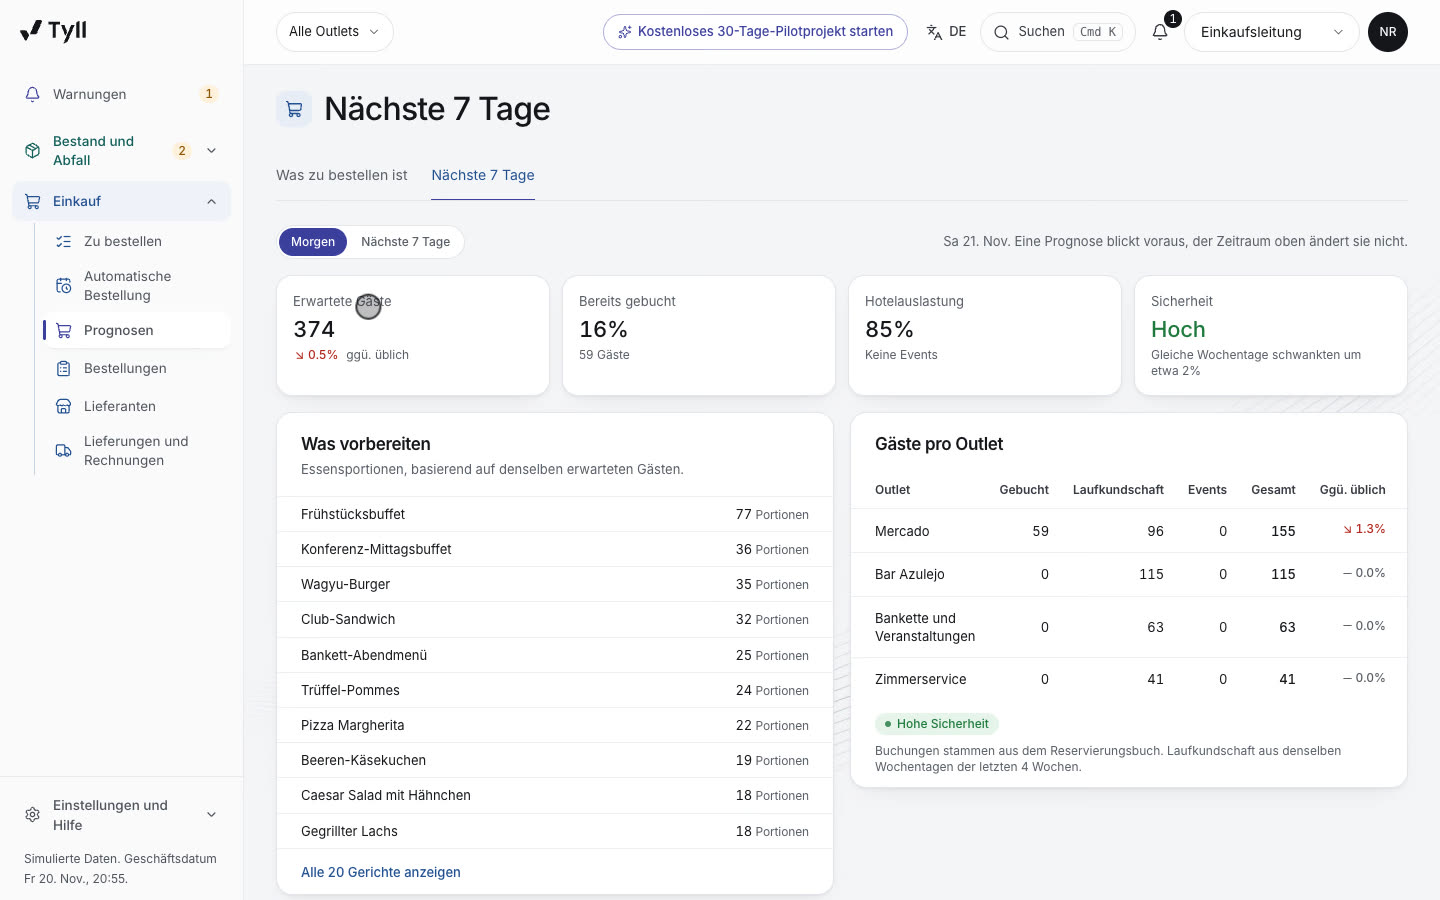 Tyll
Alle Outlets
Kostenloses 30-Tage-Pilotprojekt starten
DE
Suchen
Cmd K
1
Einkaufsleitung
NR
Warnungen
1
Bestand und
Abfall
2
Einkauf
Zu bestellen
Automatische
Bestellung
Prognosen
Bestellungen
Lieferanten
Lieferungen und
Rechnungen
Einstellungen und
Hilfe
Simulierte Daten. Geschäftsdatum
Fr 20. Nov., 20:55.
Nächste 7 Tage
Was zu bestellen ist
Nächste 7 Tage
Morgen
Nächste 7 Tage
Sa 21. Nov. Eine Prognose blickt voraus, der Zeitraum oben ändert sie nicht.
Erwartete Gäste
374
↘ 0.5% ggü. üblich
Bereits gebucht
16%
59 Gäste
Hotelauslastung
85%
Keine Events
Sicherheit
Hoch
Gleiche Wochentage schwankten um
etwa 2%
Was vorbereiten
Essensportionen, basierend auf denselben erwarteten Gästen.
Frühstücksbuffet 77 Portionen
Konferenz-Mittagsbuffet 36 Portionen
Wagyu-Burger 35 Portionen
Club-Sandwich 32 Portionen
Bankett-Abendmenü 25 Portionen
Trüffel-Pommes 24 Portionen
Pizza Margherita 22 Portionen
Beeren-Käsekuchen 19 Portionen
Caesar Salad mit Hähnchen 18 Portionen
Gegrillter Lachs 18 Portionen
Alle 20 Gerichte anzeigen
Gäste pro Outlet
Outlet Gebucht Laufkundschaft Events Gesamt Ggü. üblich
Mercado 59 96 0 155 ↘ 1.3%
Bar Azulejo 0 115 0 115 — 0.0%
Bankette und
Veranstaltungen 0 63 0 63 — 0.0%
Zimmerservice 0 41 0 41 — 0.0%
Hohe Sicherheit
Buchungen stammen aus dem Reservierungsbuch. Laufkundschaft aus denselben
Wochentagen der letzten 4 Wochen.